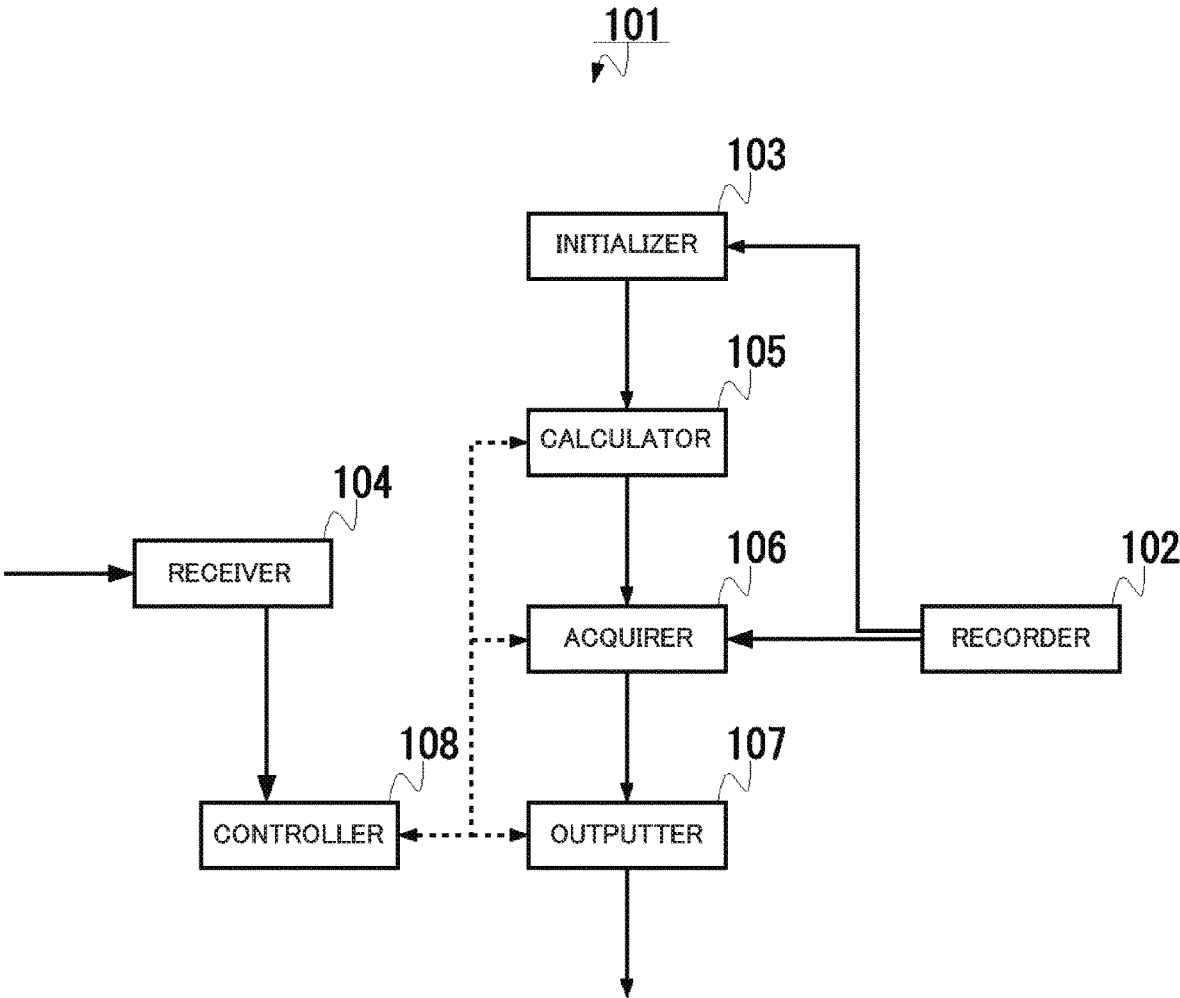 101
103
INITIALIZER
105
CALCULATOR
104
RECEIVER
106
ACQUIRER
102
RECORDER
108
CONTROLLER
107
OUTPUTTER